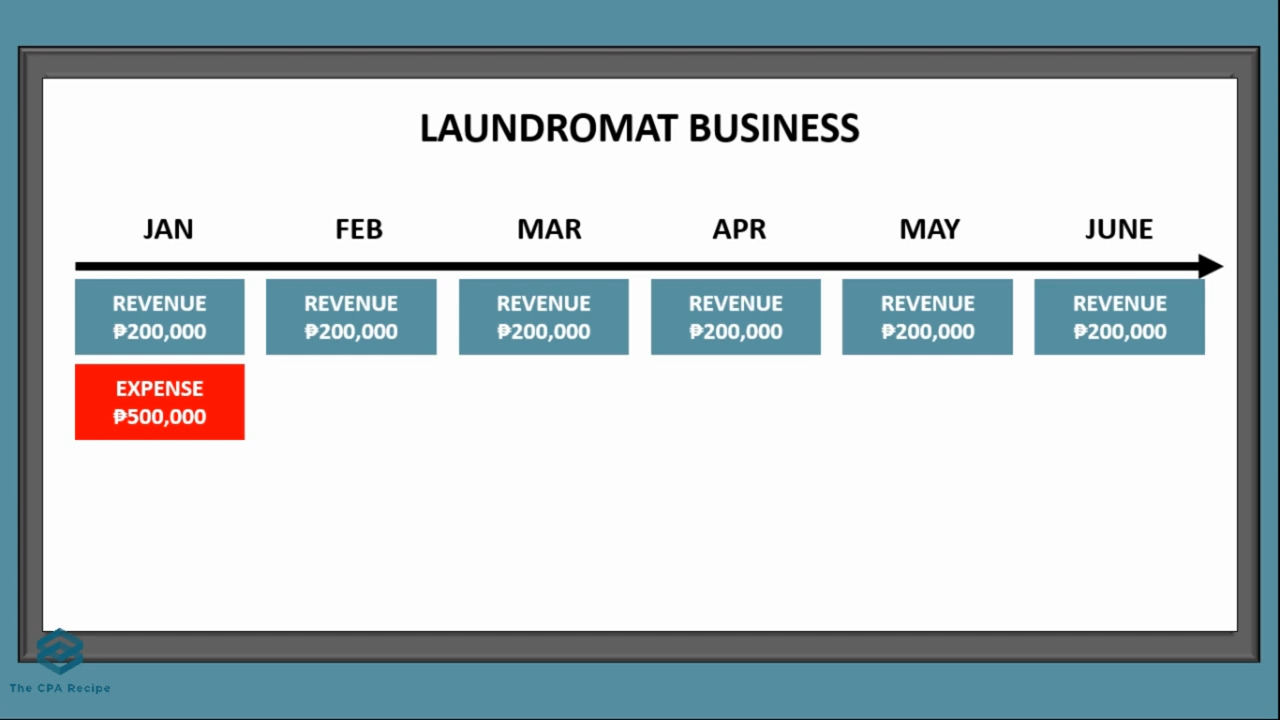 LAUNDROMAT BUSINESS
JAN FEB MAR APR MAY JUNE
REVENUE REVENUE REVENUE REVENUE REVENUE REVENUE
₱200,000 ₱200,000 ₱200,000 ₱200,000 ₱200,000 ₱200,000
EXPENSE
₱500,000
The CPA Recipe